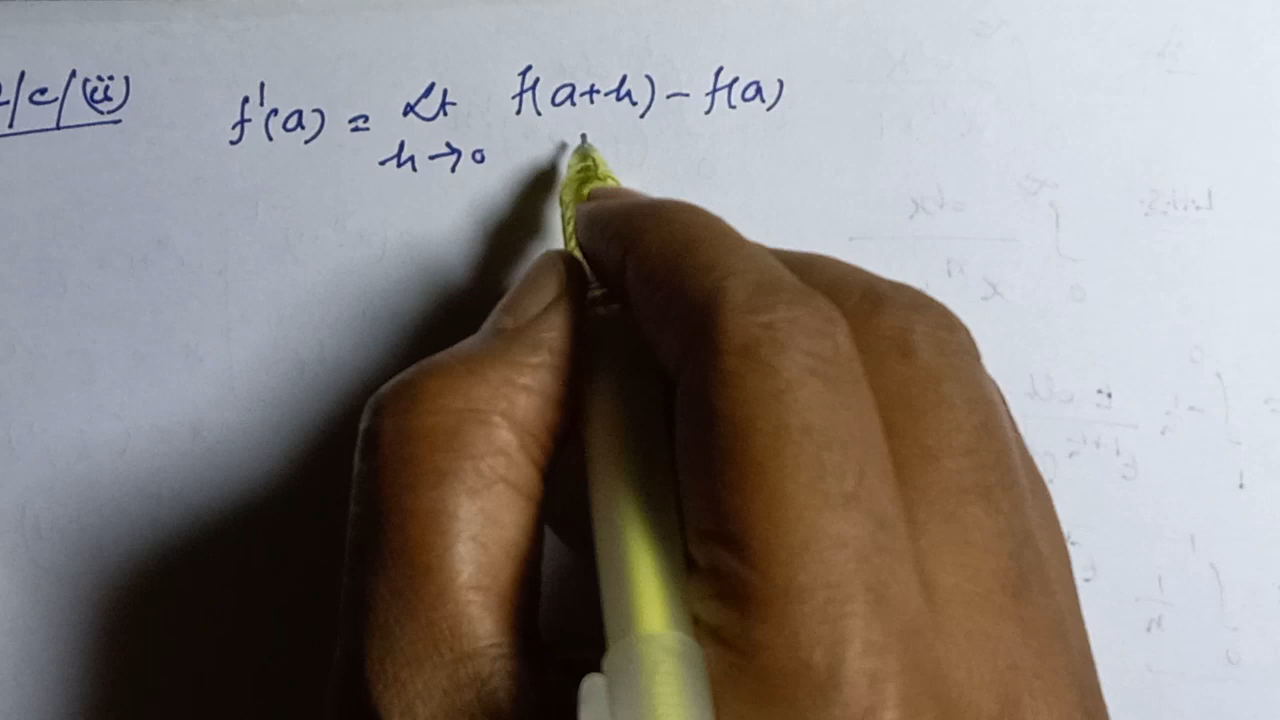 /c/(ii) f'(a) = Lt f(a+h) - f(a)
h→0